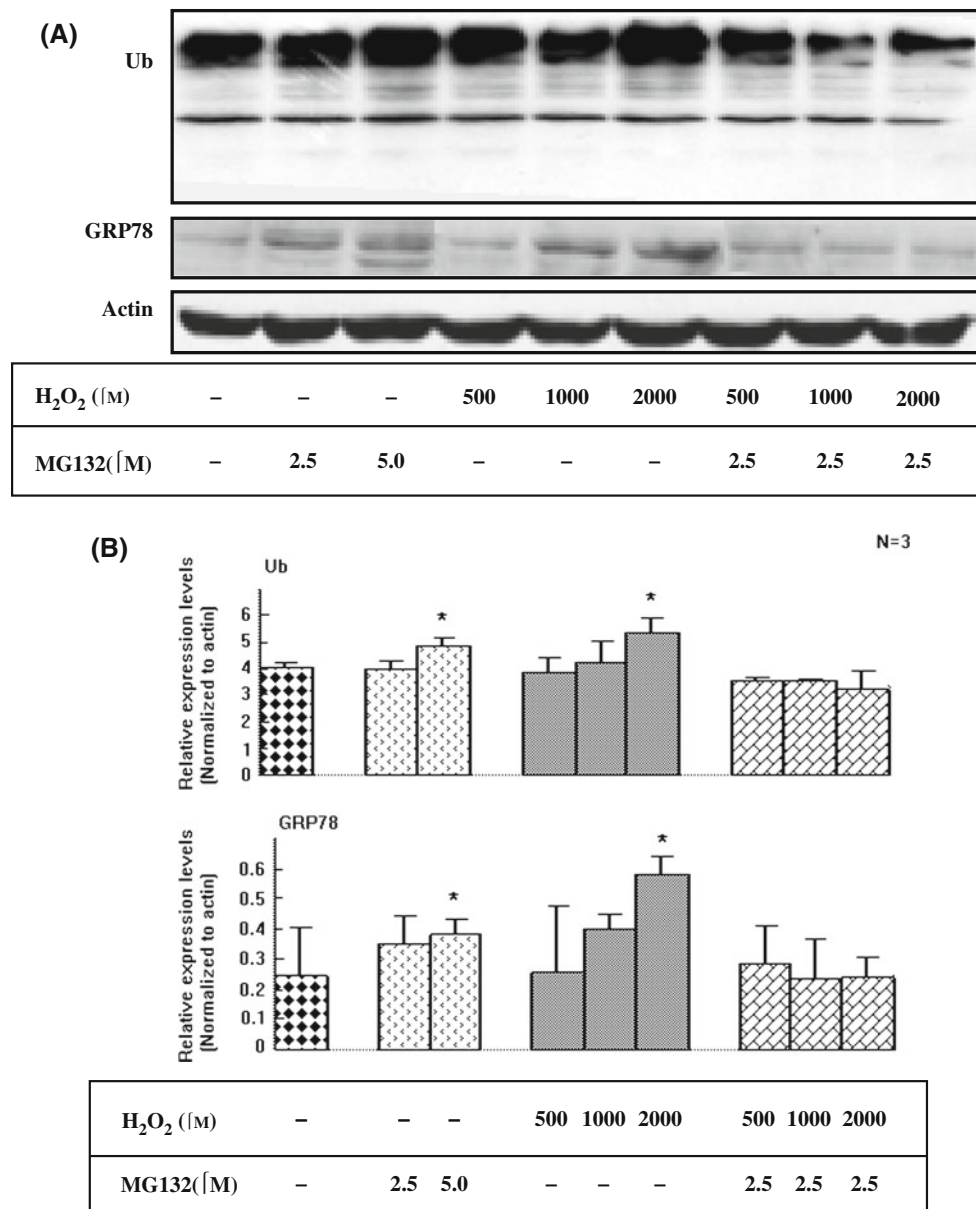 (A)
Ub
GRP78
Actin
H₂O₂ (⌠M) – – – 500 1000 2000 500 1000 2000
MG132(⌠M) – 2.5 5.0 – – – 2.5 2.5 2.5
(B)
N=3
Ub
Relative expression levels
(Normalized to actin)
6
5
4
3
2
1
0
* *
GRP78
Relative expression levels
(Normalized to actin)
0.6
0.5
0.4
0.3
0.2
0.1
0
* *
H₂O₂ (⌠M) – – – 500 1000 2000 500 1000 2000
MG132(⌠M) – 2.5 5.0 – – – 2.5 2.5 2.5